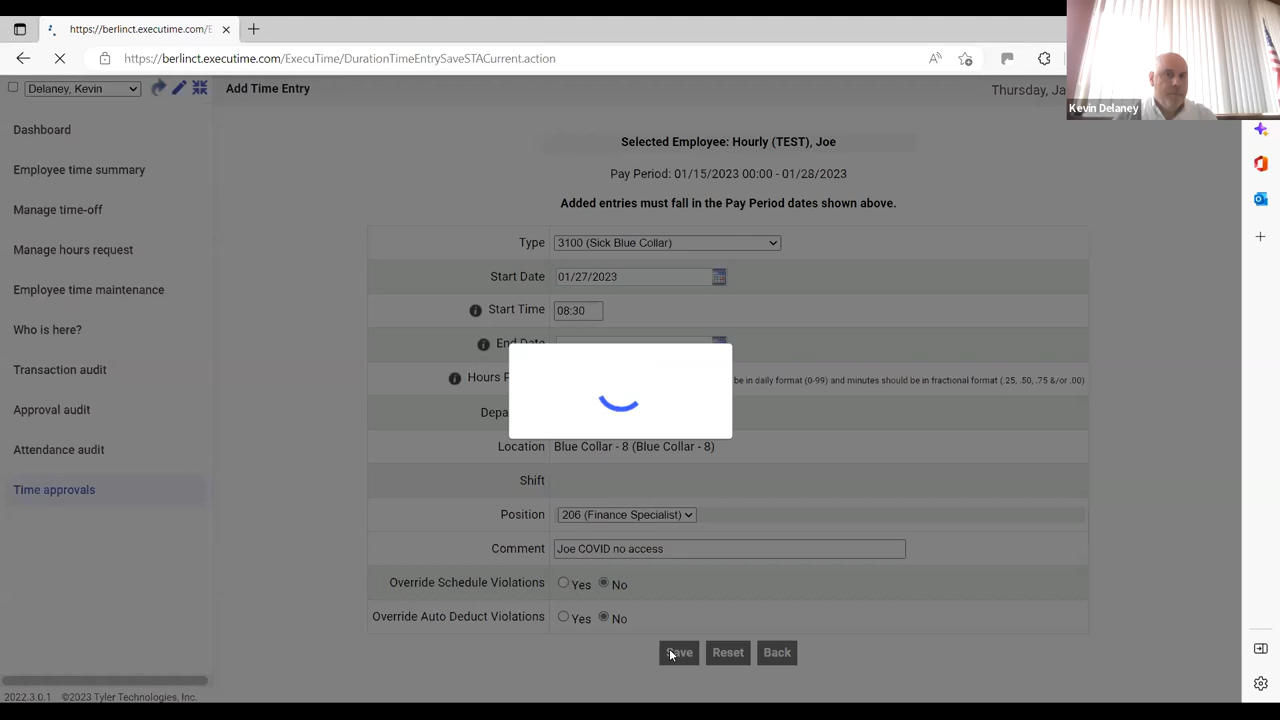 https://berlinct.executime.com/E
https://berlinct.executime.com/ExecuTime/DurationTimeEntrySaveSTACurrent.action
Kevin Delaney
Delaney, Kevin
Add Time Entry
Thursday, Ja
Dashboard
Employee time summary
Manage time-off
Manage hours request
Employee time maintenance
Who is here?
Transaction audit
Approval audit
Attendance audit
Time approvals
Selected Employee: Hourly (TEST), Joe
Pay Period: 01/15/2023 00:00 - 01/28/2023
Added entries must fall in the Pay Period dates shown above.
Type 3100 (Sick Blue Collar)
Start Date 01/27/2023
Start Time 08:30
End Date
Hours be in daily format (0-99) and minutes should be in fractional format (.25, .50, .75 &/or .00)
Depa
Location Blue Collar - 8 (Blue Collar - 8)
Shift
Position 206 (Finance Specialist)
Comment Joe COVID no access
Override Schedule Violations Yes No
Override Auto Deduct Violations Yes No
Save Reset Back
2022.3.0.1 ©2023 Tyler Technologies, Inc.